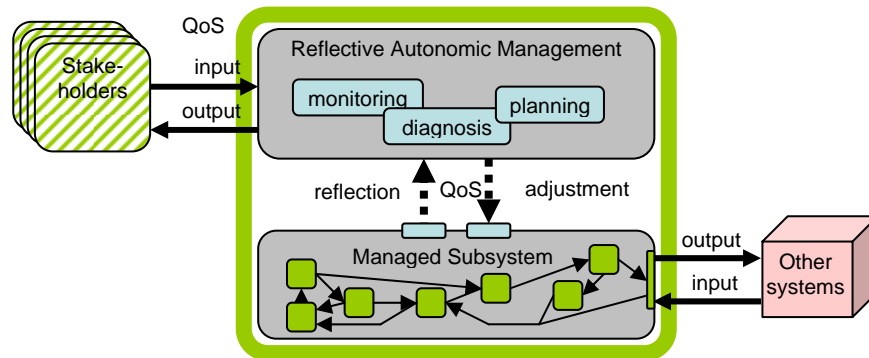 QoS
Stake-
holders
input
output
Reflective Autonomic Management
monitoring
planning
diagnosis
reflection
QoS
adjustment
Managed Subsystem
output
input
Other
systems